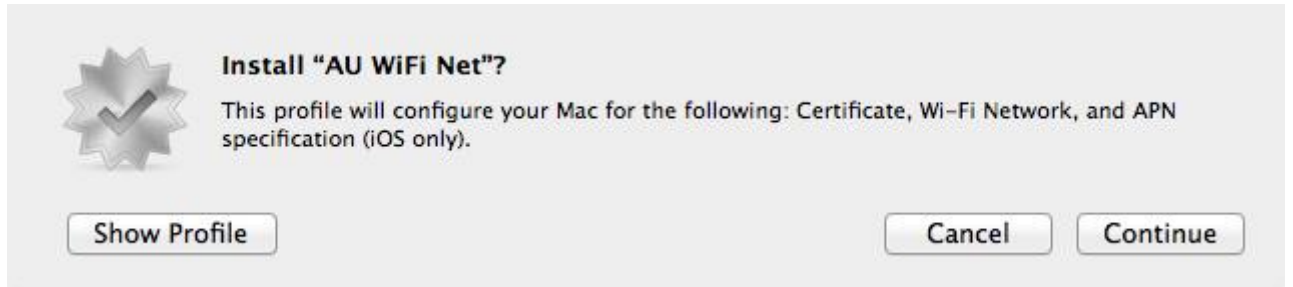 Install “AU WiFi Net”?
This profile will configure your Mac for the following: Certificate, Wi-Fi Network, and APN
specification (iOS only).
Show Profile
Cancel
Continue